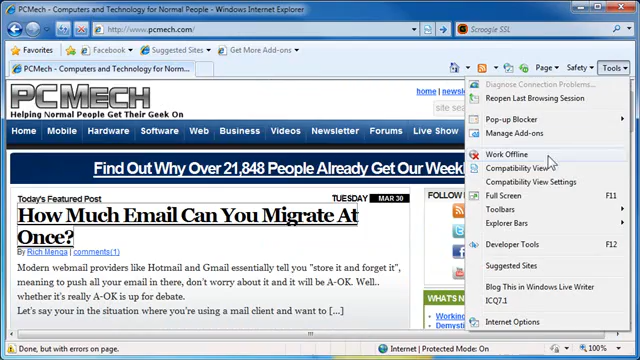 PCMech - Computers and Technology for Normal People - Windows Internet Explorer
http://www.pcmech.com/
Scroogie SSL
Favorites Facebook Suggested Sites Get More Add-ons
PCMech - Computers and Technology for Norm...
Page Safety Tools
Diagnose Connection Problems...
Reopen Last Browsing Session
Pop-up Blocker
Manage Add-ons
Work Offline
Compatibility View
Compatibility View Settings
Full Screen F11
Toolbars
Explorer Bars
Developer Tools F12
Suggested Sites
Blog This in Windows Live Writer
ICQ7.1
Internet Options
home | newsle
PCMECH
Helping Normal People Get Their Geek On
Home Mobile Hardware Internet Windows Newsletter Forums Live Show
Find Out Why Over 21,848 People Already Get Our Week
Today's Featured Post TUESDAY MAR 30
How Much Email Can You Migrate At
Once?
By Rich Menga | comments(1)
Modern webmail providers like Hotmail and Gmail essentially tell you "store it and forget it",
meaning to push all your email in there, don't worry about it and it will be A-OK. Well..
whether it's really A-OK is up for debate.
Let's say your in the situation where you're using a mail client and want to [...]
WHAT'S NE
Working
Demystif
Done, but with errors on page.
Internet | Protected Mode: On
100%